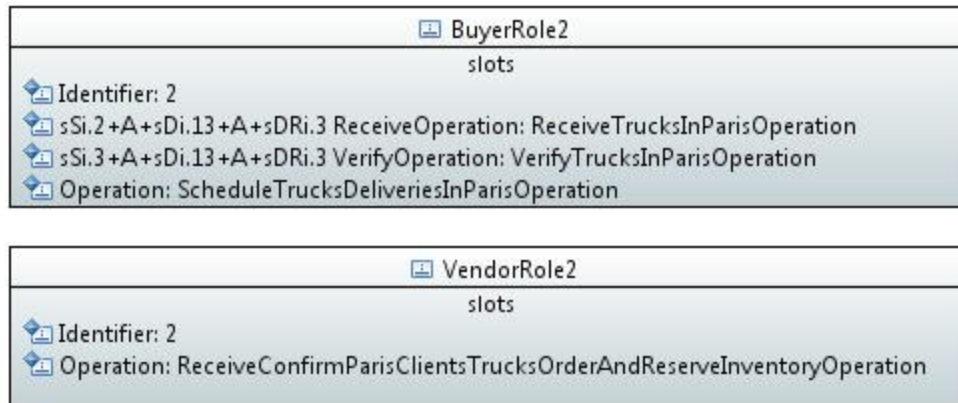 BuyerRole2
slots
Identifier: 2
sSi.2+A+sDi.13+A+sDRi.3 ReceiveOperation: ReceiveTrucksInParisOperation
sSi.3+A+sDi.13+A+sDRi.3 VerifyOperation: VerifyTrucksInParisOperation
Operation: ScheduleTrucksDeliveriesInParisOperation
VendorRole2
slots
Identifier: 2
Operation: ReceiveConfirmParisClientsTrucksOrderAndReserveInventoryOperation